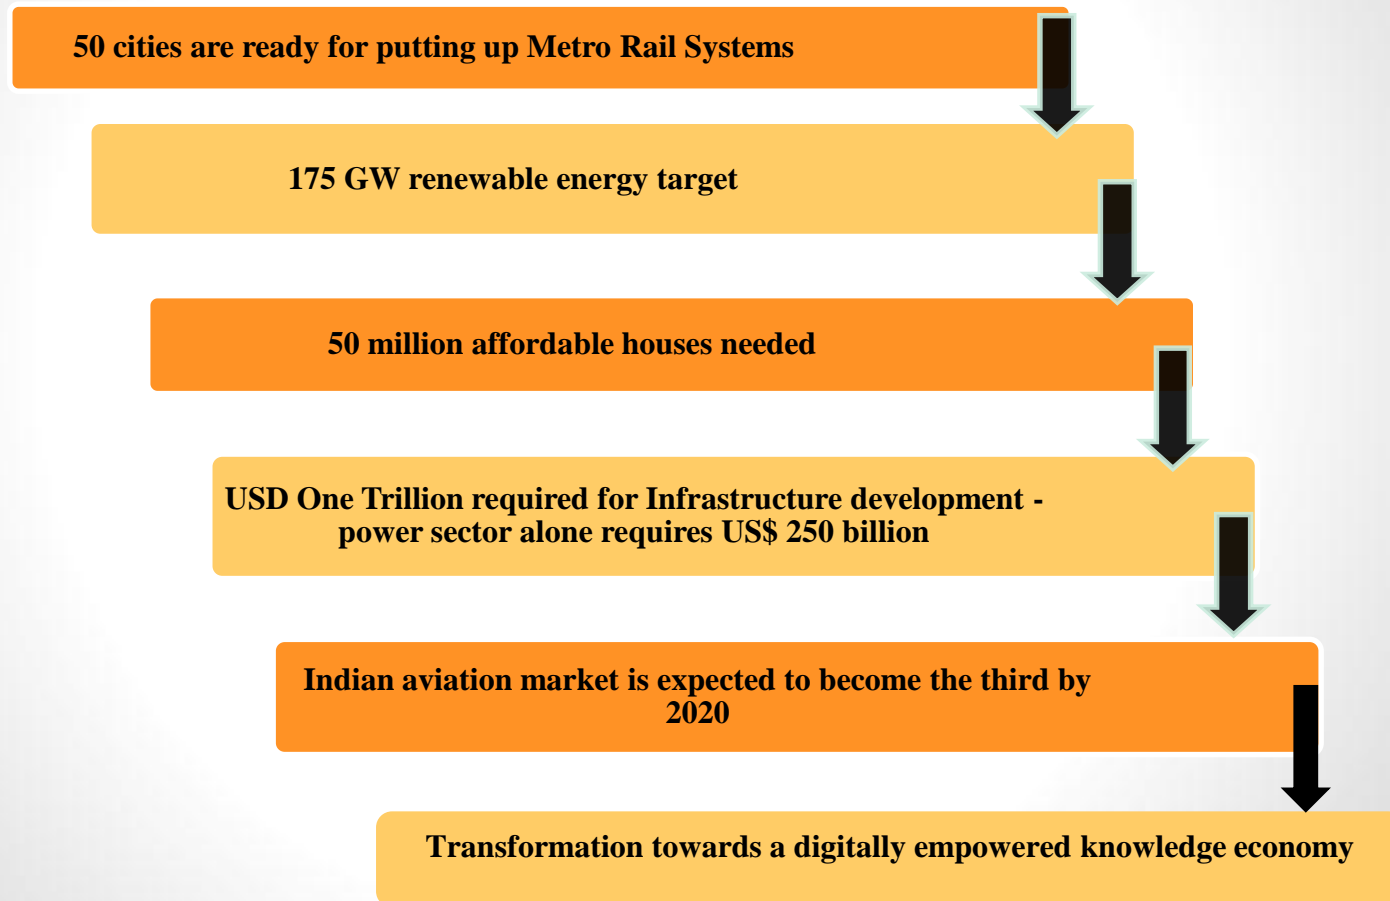 50 cities are ready for putting up Metro Rail Systems
175 GW renewable energy target
50 million affordable houses needed
USD One Trillion required for Infrastructure development -
power sector alone requires US$ 250 billion
Indian aviation market is expected to become the third by
2020
Transformation towards a digitally empowered knowledge economy